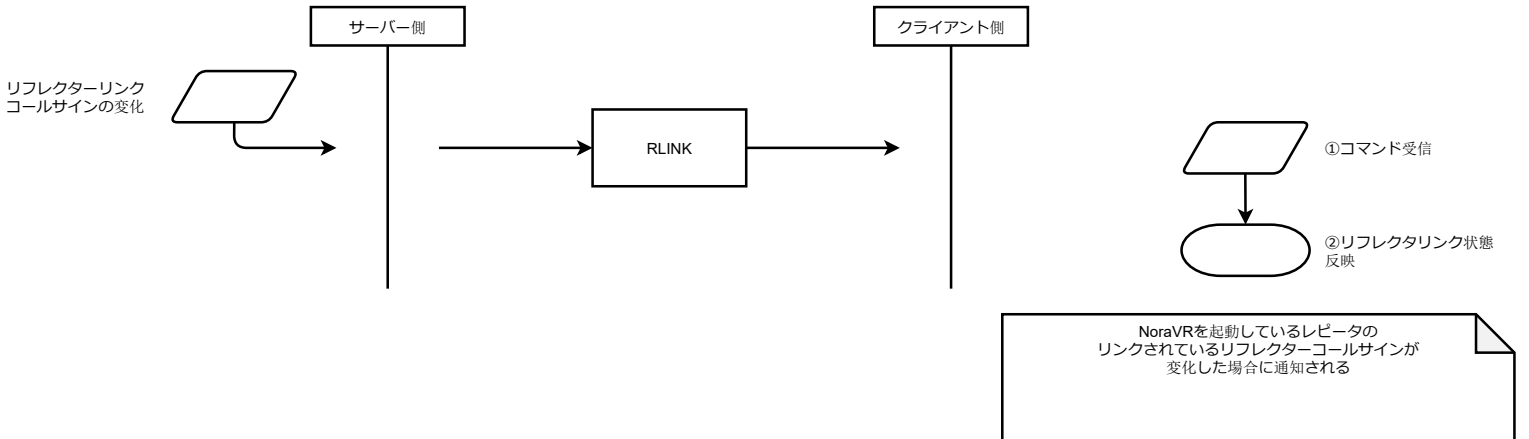 サーバー側
クライアント側
リフレクターリンク
コールサインの変化
RLINK
①コマンド受信
②リフレクタリンク状態
反映
NoraVRを起動しているレピータの
リンクされているリフレクターコールサインが
変化した場合に通知される